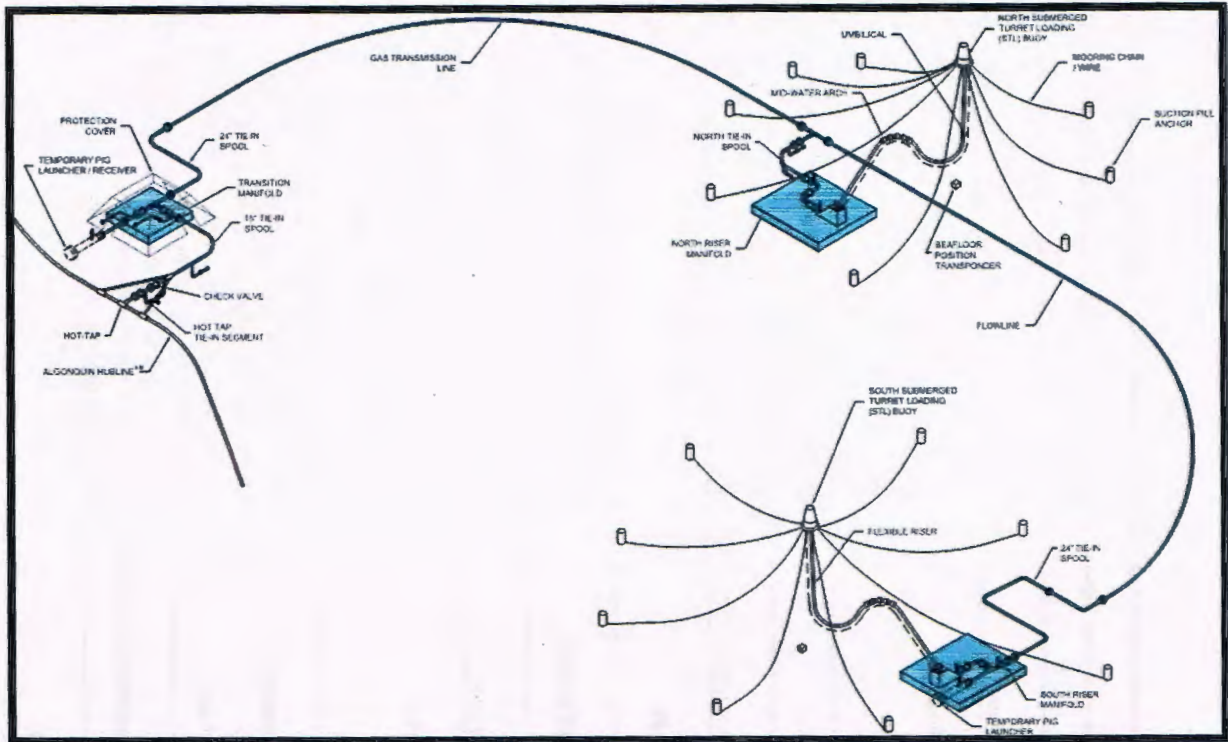 GAS TRANSMISSION
LINE
UMBILICAL
NORTH SUBMERGED
TURRET LOADING
(STL) BUOY
MOORING CHAIN
/ WIRE
MID-WATER ARCH
SUCTION PILE
ANCHOR
PROTECTION
COVER
24" TIE-IN
SPOOL
NORTH TIE-IN
SPOOL
TEMPORARY PIG
LAUNCHER / RECEIVER
TRANSITION
MANIFOLD
TIE-IN
SPOOL
NORTH RISER
MANIFOLD
SEAFLOOR
POSITION
TRANSPONDER
CHECK VALVE
HOT-TAP
HOT TAP
TIE-IN SEGMENT
FLOWLINE
ALGONQUIN HUBLINE
SOUTH SUBMERGED
TURRET LOADING
(STL) BUOY
FLEXIBLE RISER
24" TIE-IN
SPOOL
SOUTH RISER
MANIFOLD
TEMPORARY PIG
LAUNCHER